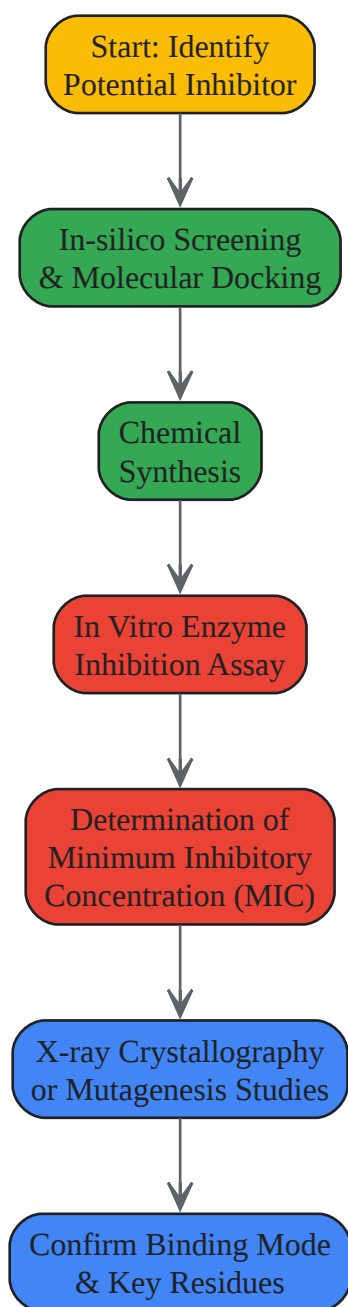 Start: Identify
Potential Inhibitor
In-silico Screening
& Molecular Docking
Chemical
Synthesis
In Vitro Enzyme
Inhibition Assay
Determination of
Minimum Inhibitory
Concentration (MIC)
X-ray Crystallography
or Mutagenesis Studies
Confirm Binding Mode
& Key Residues